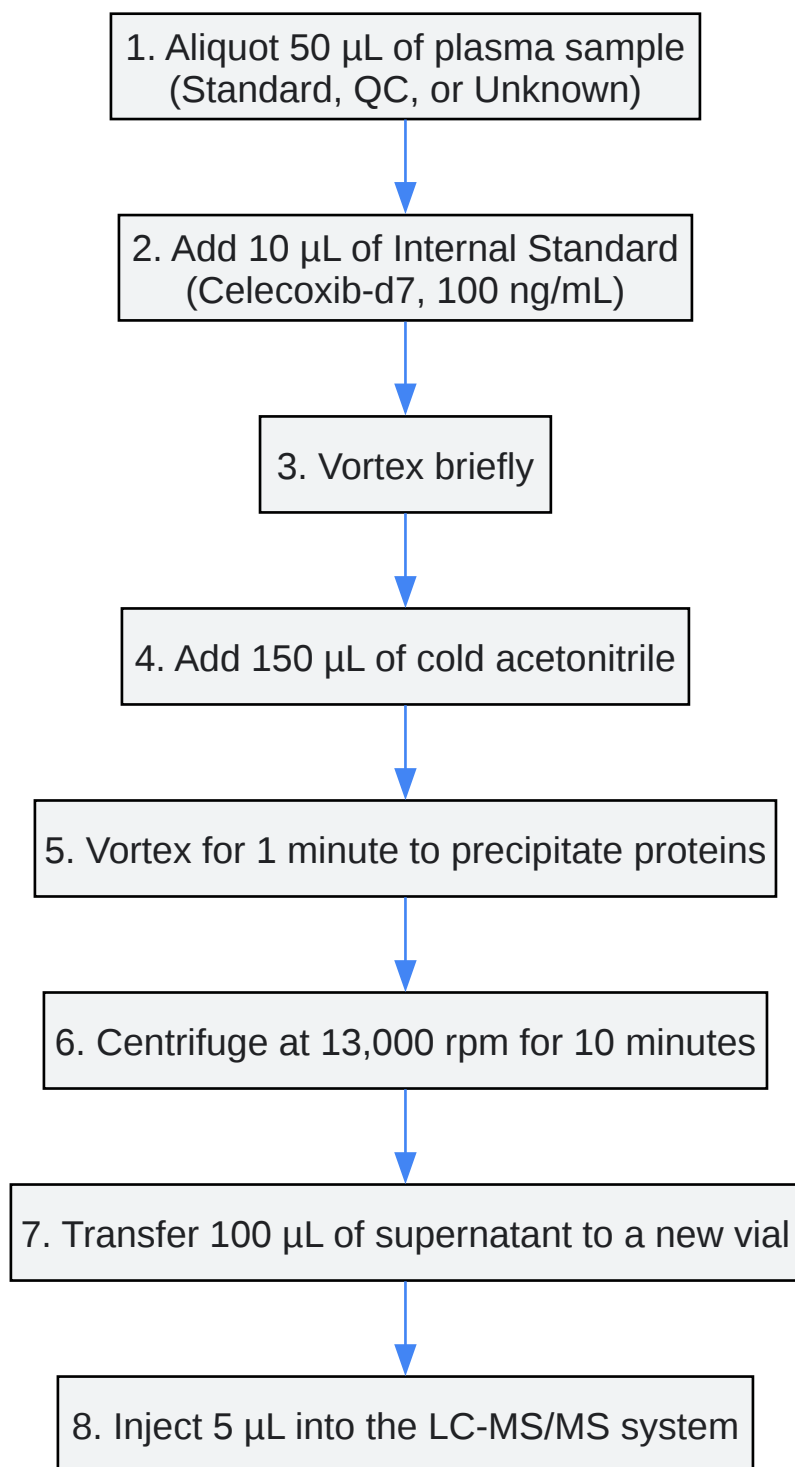 1. Aliquot 50 µL of plasma sample
(Standard, QC, or Unknown)
2. Add 10 µL of Internal Standard
(Celecoxib-d7, 100 ng/mL)
3. Vortex briefly
4. Add 150 µL of cold acetonitrile
5. Vortex for 1 minute to precipitate proteins
6. Centrifuge at 13,000 rpm for 10 minutes
7. Transfer 100 µL of supernatant to a new vial
8. Inject 5 µL into the LC-MS/MS system